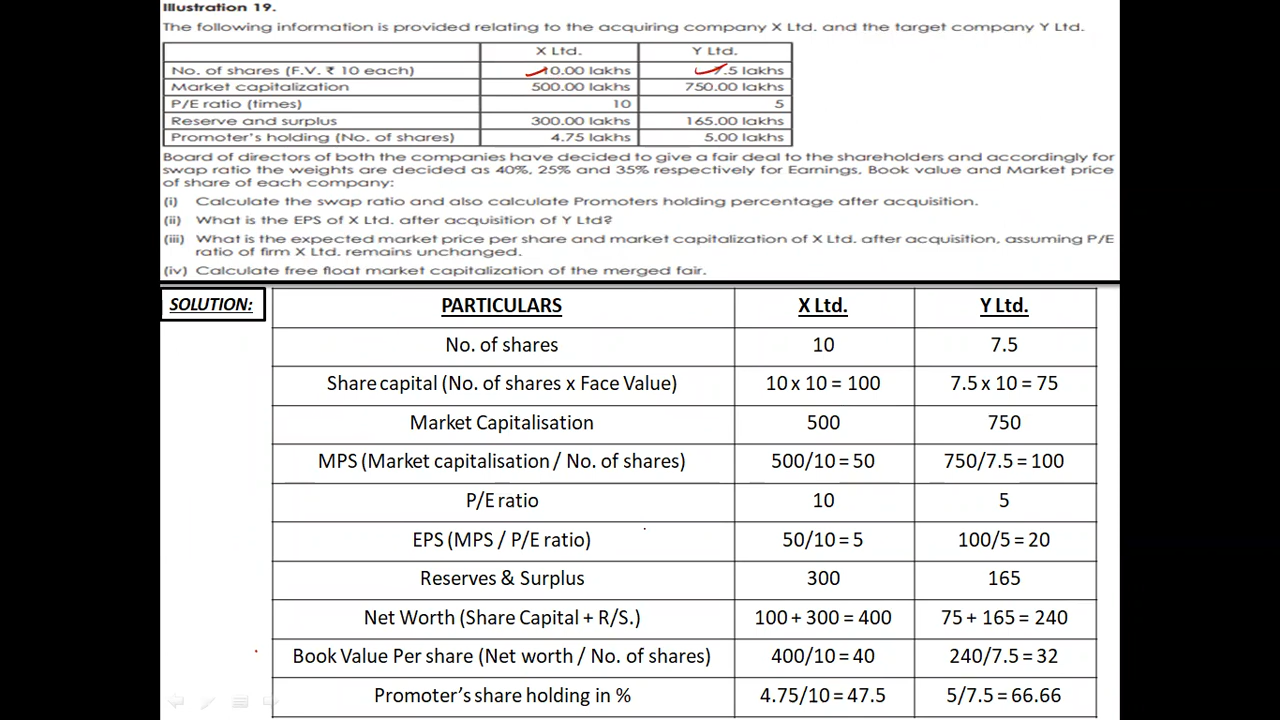 Illustration 19.
The following information is provided relating to the acquiring company X Ltd. and the target company Y Ltd.
X Ltd. Y Ltd.
No. of shares (F.V. ₹ 10 each) 10.00 lakhs 7.5 lakhs
Market capitalization 500.00 lakhs 750.00 lakhs
P/E ratio (times) 10 5
Reserve and surplus 300.00 lakhs 165.00 lakhs
Promoter's holding (No. of shares) 4.75 lakhs 5.00 lakhs
Board of directors of both the companies have decided to give a fair deal to the shareholders and accordingly for
swap ratio the weights are decided as 40%, 25% and 35% respectively for Earnings, Book value and Market price
of share of each company:
(i) Calculate the swap ratio and also calculate Promoters holding percentage after acquisition.
(ii) What is the EPS of X Ltd. after acquisition of Y Ltd?
(iii) What is the expected market price per share and market capitalization of X Ltd. after acquisition, assuming P/E
ratio of firm X Ltd. remains unchanged.
(iv) Calculate free float market capitalization of the merged fair.
SOLUTION: PARTICULARS X Ltd. Y Ltd.
No. of shares 10 7.5
Share capital (No. of shares x Face Value) 10 x 10 = 100 7.5 x 10 = 75
Market Capitalisation 500 750
MPS (Market capitalisation / No. of shares) 500/10 = 50 750/7.5 = 100
P/E ratio 10 5
EPS (MPS / P/E ratio) 50/10 = 5 100/5 = 20
Reserves & Surplus 300 165
Net Worth (Share Capital + R/S.) 100 + 300 = 400 75 + 165 = 240
Book Value Per share (Net worth / No. of shares) 400/10 = 40 240/7.5 = 32
Promoter's share holding in % 4.75/10 = 47.5 5/7.5 = 66.66